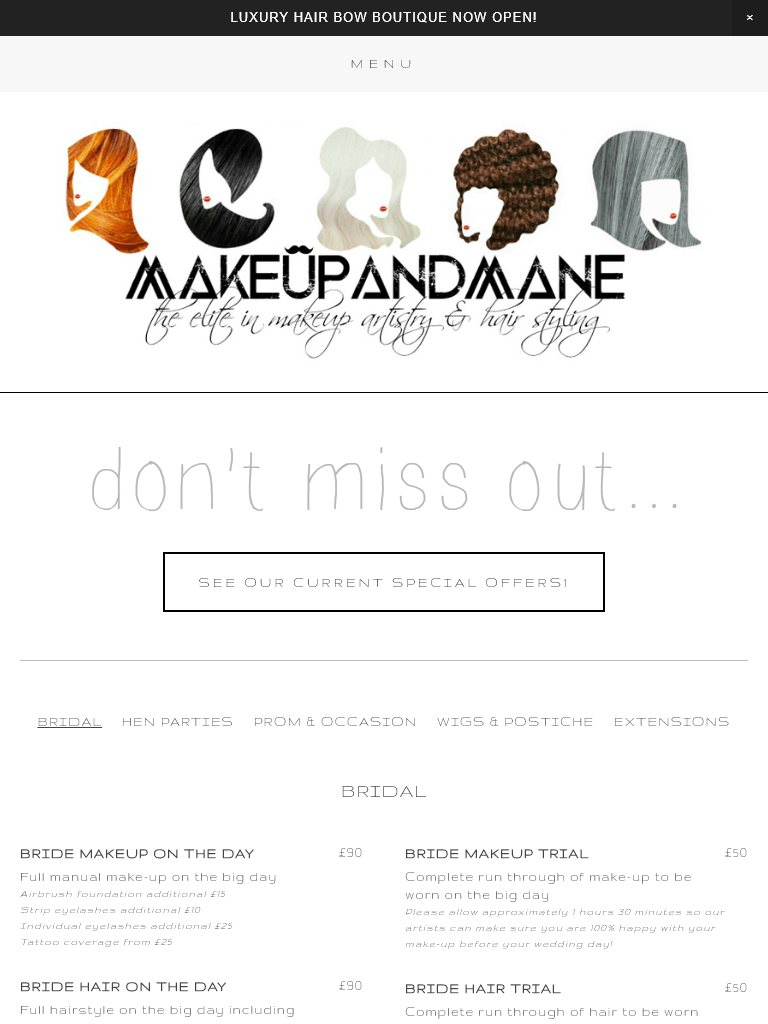 LUXURY HAIR BOW BOUTIQUE NOW OPEN!
×
MENU
MAKEÜPANDMANE
the elite in makeup artistry & hair styling
don't miss out...
See Our Current Special Offers!
BRIDAL HEN PARTIES PROM & OCCASION WIGS & POSTICHE EXTENSIONS
BRIDAL
BRIDE MAKEUP ON THE DAY £90
Full manual make-up on the big day
Airbrush foundation additional £15
Strip eyelashes additional £10
Individual eyelashes additional £25
Tattoo coverage from £25
BRIDE HAIR ON THE DAY £90
Full hairstyle on the big day including
BRIDE MAKEUP TRIAL £50
Complete run through of make-up to be
worn on the big day
Please allow approximately 1 hours 30 minutes so our
artists can make sure you are 100% happy with your
make-up before your wedding day!
BRIDE HAIR TRIAL £50
Complete run through of hair to be worn